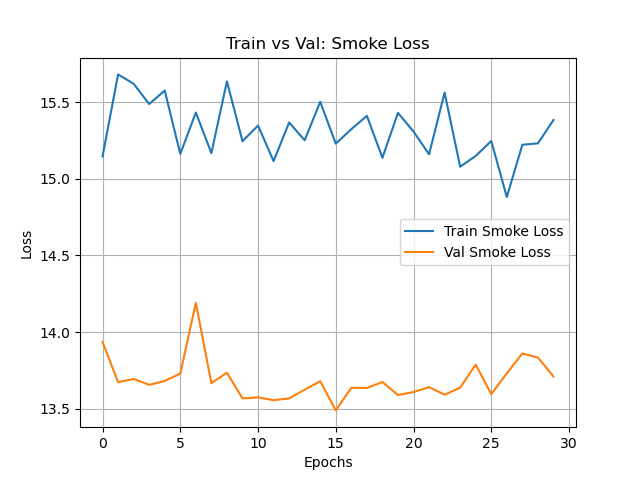 Train vs Val: Smoke Loss
15.5
15.0
14.5
14.0
13.5
Loss
Train Smoke Loss
Val Smoke Loss
0 5 10 15 20 25 30
Epochs